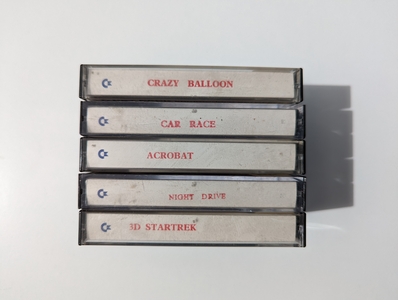 CRAZY BALLOON
CAR RACE
ACROBAT
NIGHT DRIVE
3D STARTREK